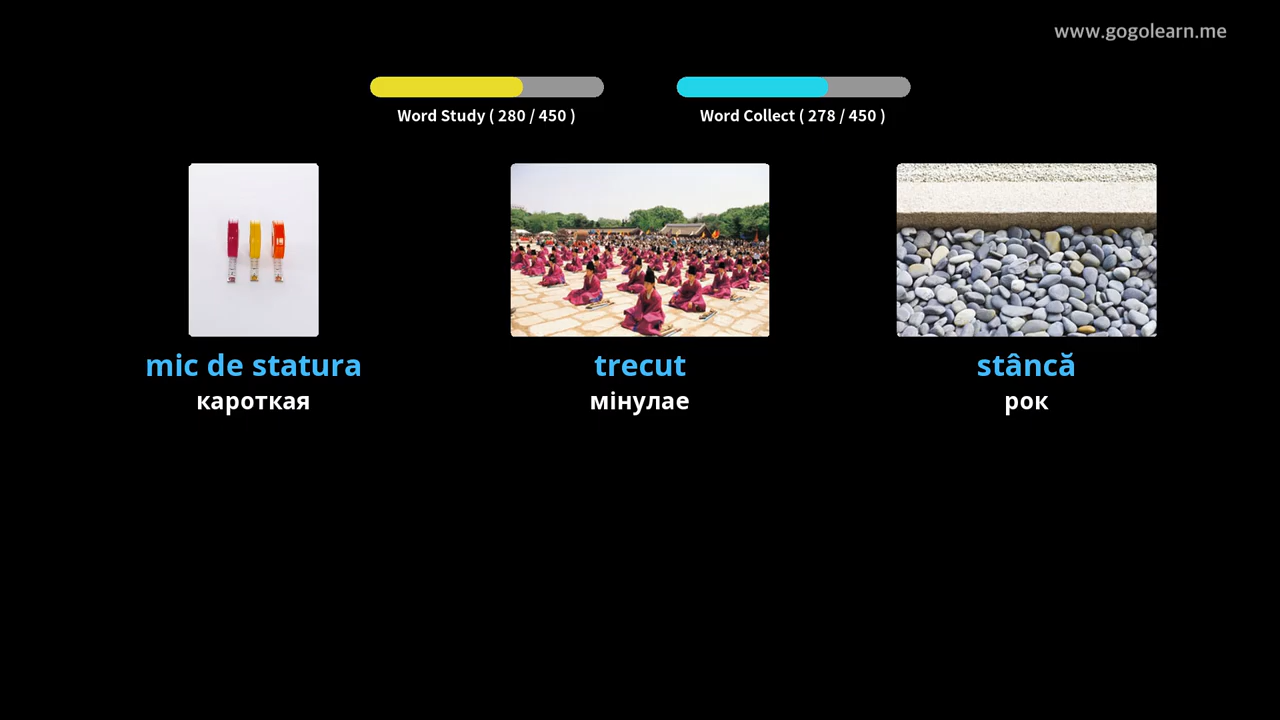 www.gogolearn.me
Word Study ( 280 / 450 )
Word Collect ( 278 / 450 )
mic de statura
trecut
stâncă
кароткая
мінулае
рок